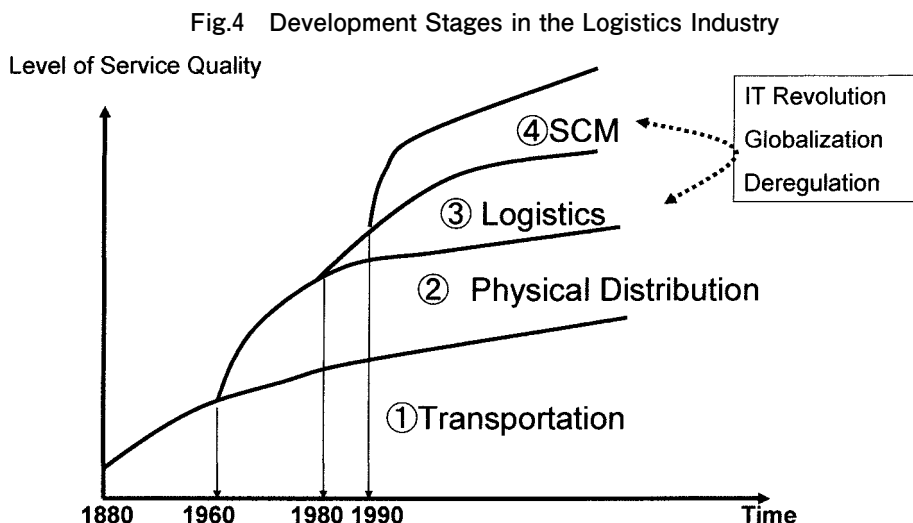 Fig.4 Development Stages in the Logistics Industry
Level of Service Quality
IT Revolution
Globalization
Deregulation
④SCM
③ Logistics
② Physical Distribution
①Transportation
1880 1960 1980 1990 Time